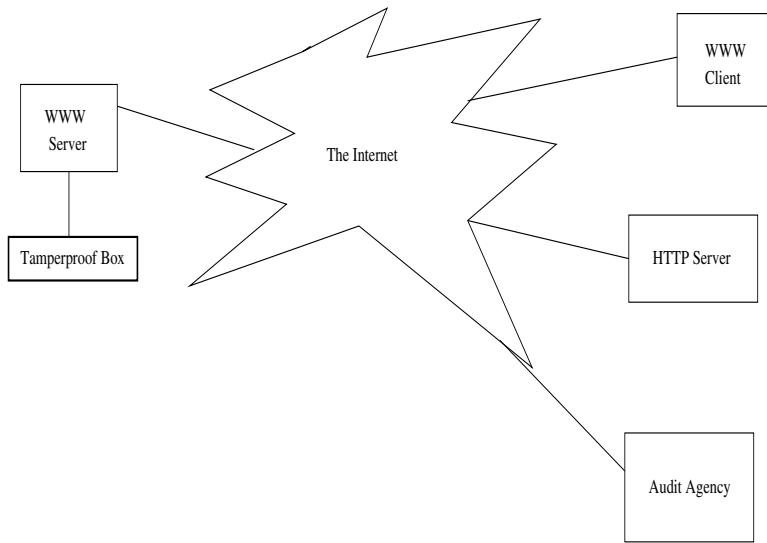 WWW
Client
WWW
Server
The Internet
Tamperproof Box
HTTP Server
Audit Agency